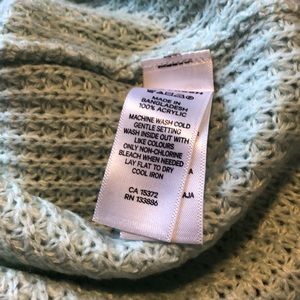 MADE IN
BANGLADESH
100% ACRYLIC
MACHINE WASH COLD
GENTLE SETTING
WASH INSIDE OUT WITH
LIKE COLOURS
ONLY NON-CHLORINE
BLEACH WHEN NEEDED
LAY FLAT TO DRY
COOL IRON
CA 15372
RN 133886